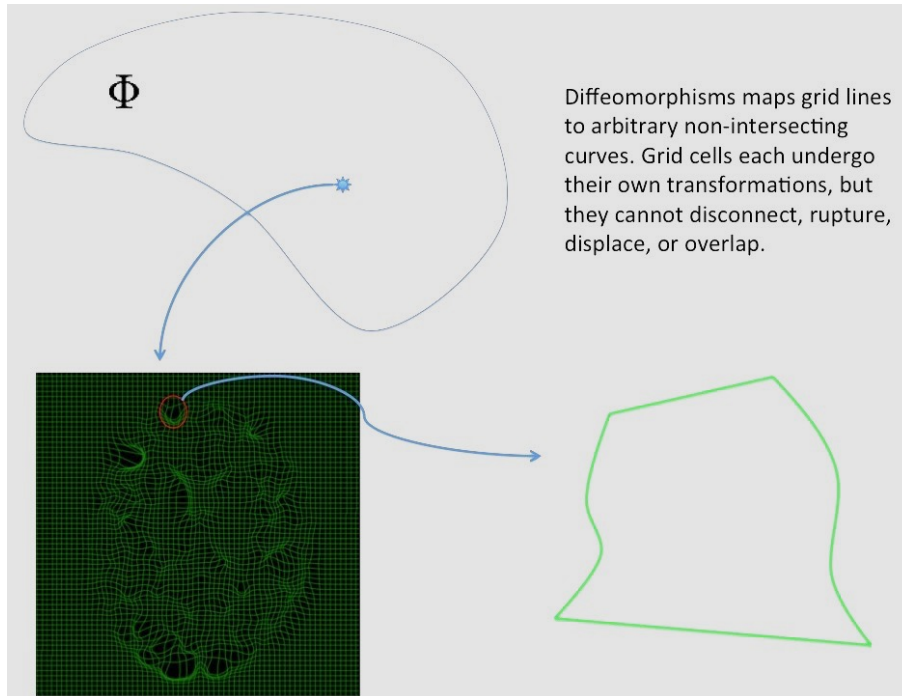 Φ
Diffeomorphisms maps grid lines
to arbitrary non-intersecting
curves. Grid cells each undergo
their own transformations, but
they cannot disconnect, rupture,
displace, or overlap.